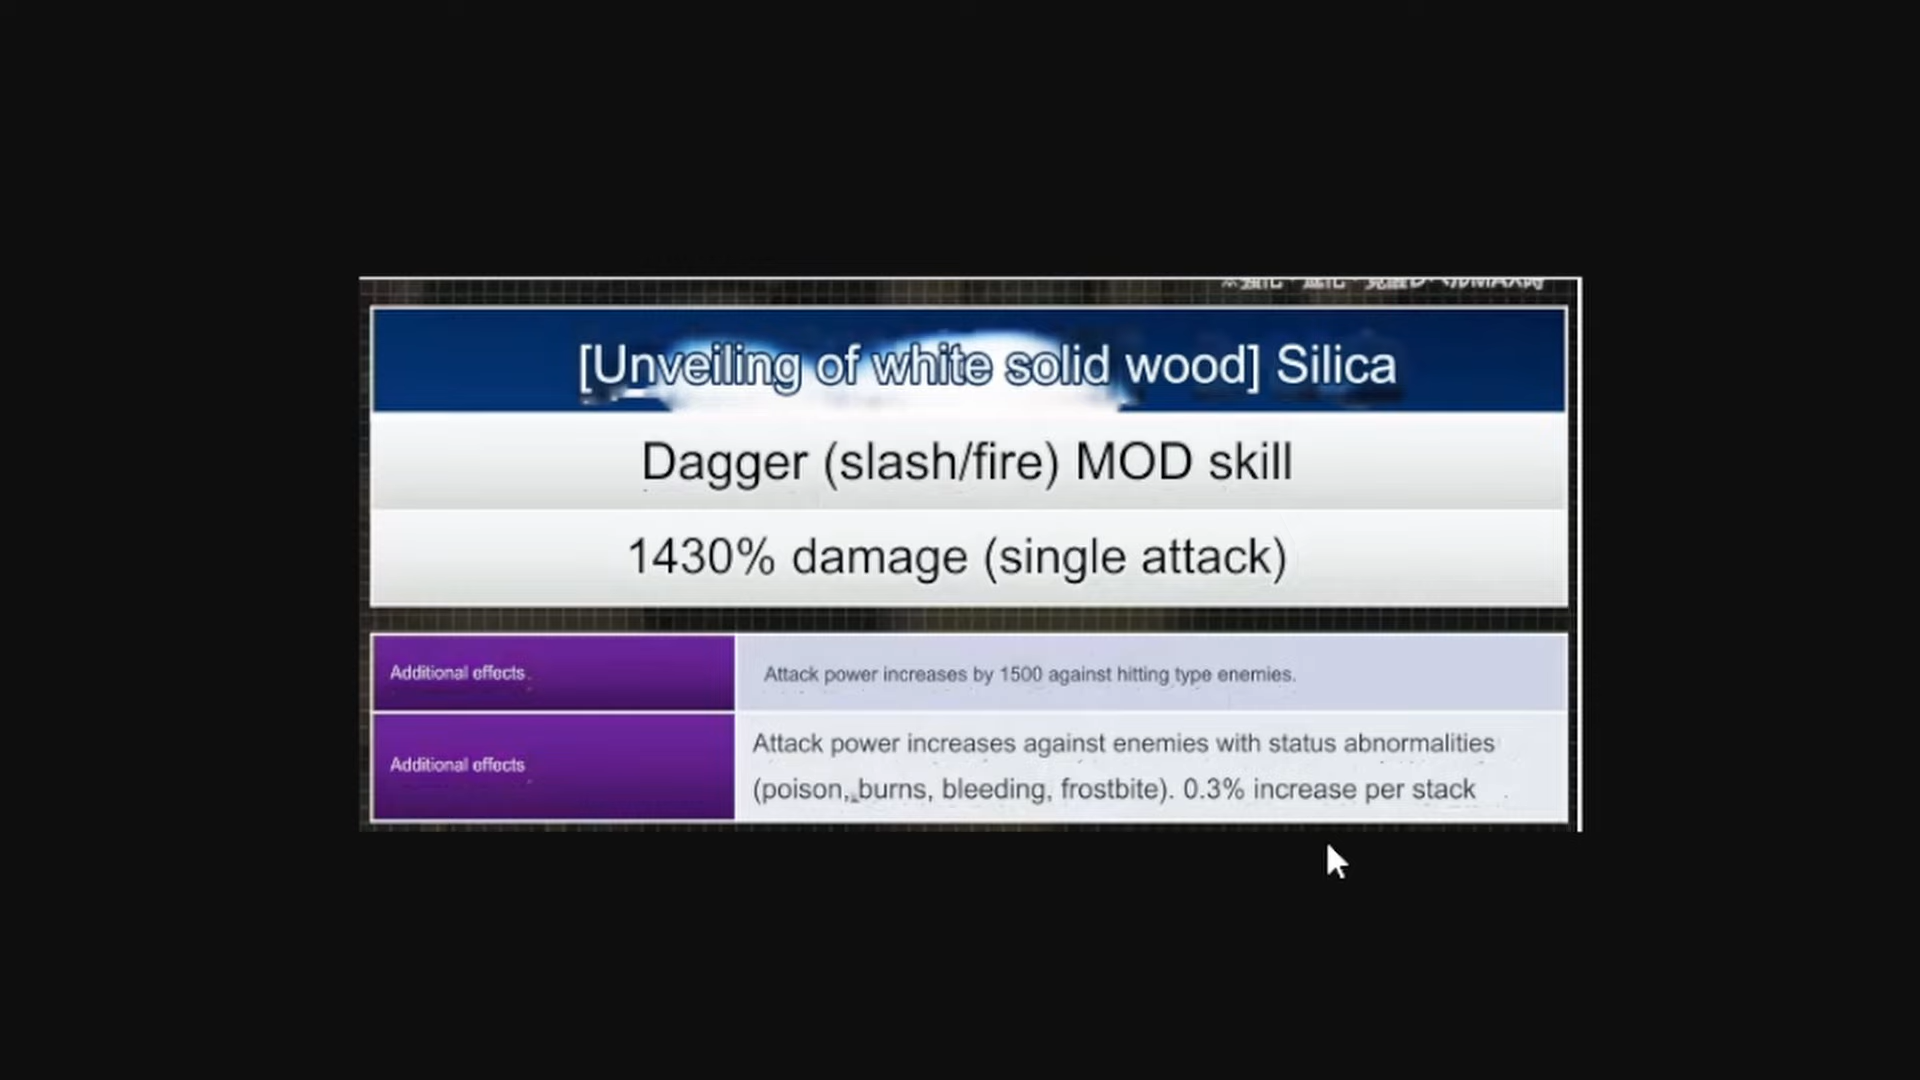 [Unveiling of white solid wood] Silica
Dagger (slash/fire) MOD skill
1430% damage (single attack)
Additional effects
Attack power increases by 1500 against hitting type enemies.
Additional effects
Attack power increases against enemies with status abnormalities
(poison, burns, bleeding, frostbite). 0.3% increase per stack